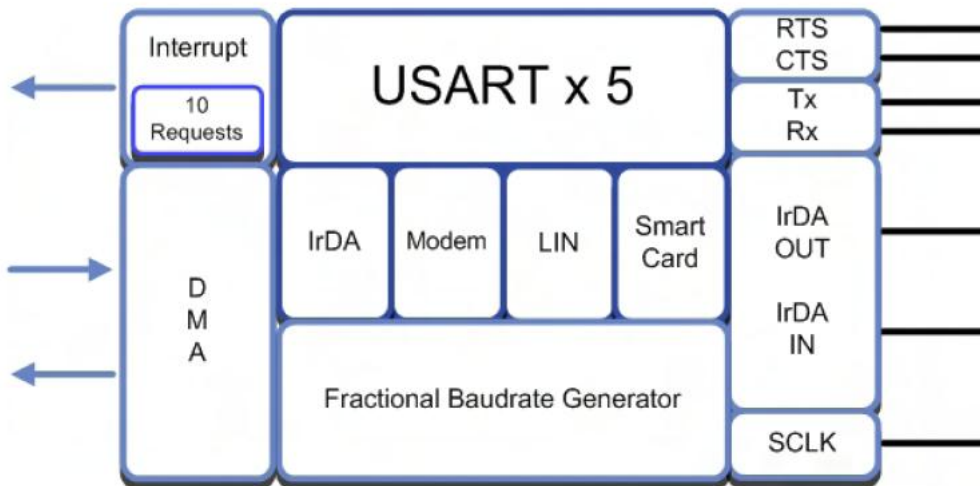 Interrupt
10
Requests
USART x 5
RTS
CTS
Tx
Rx
D
M
A
IrDA
Modem
LIN
Smart
Card
IrDA
OUT
IrDA
IN
Fractional Baudrate Generator
SCLK